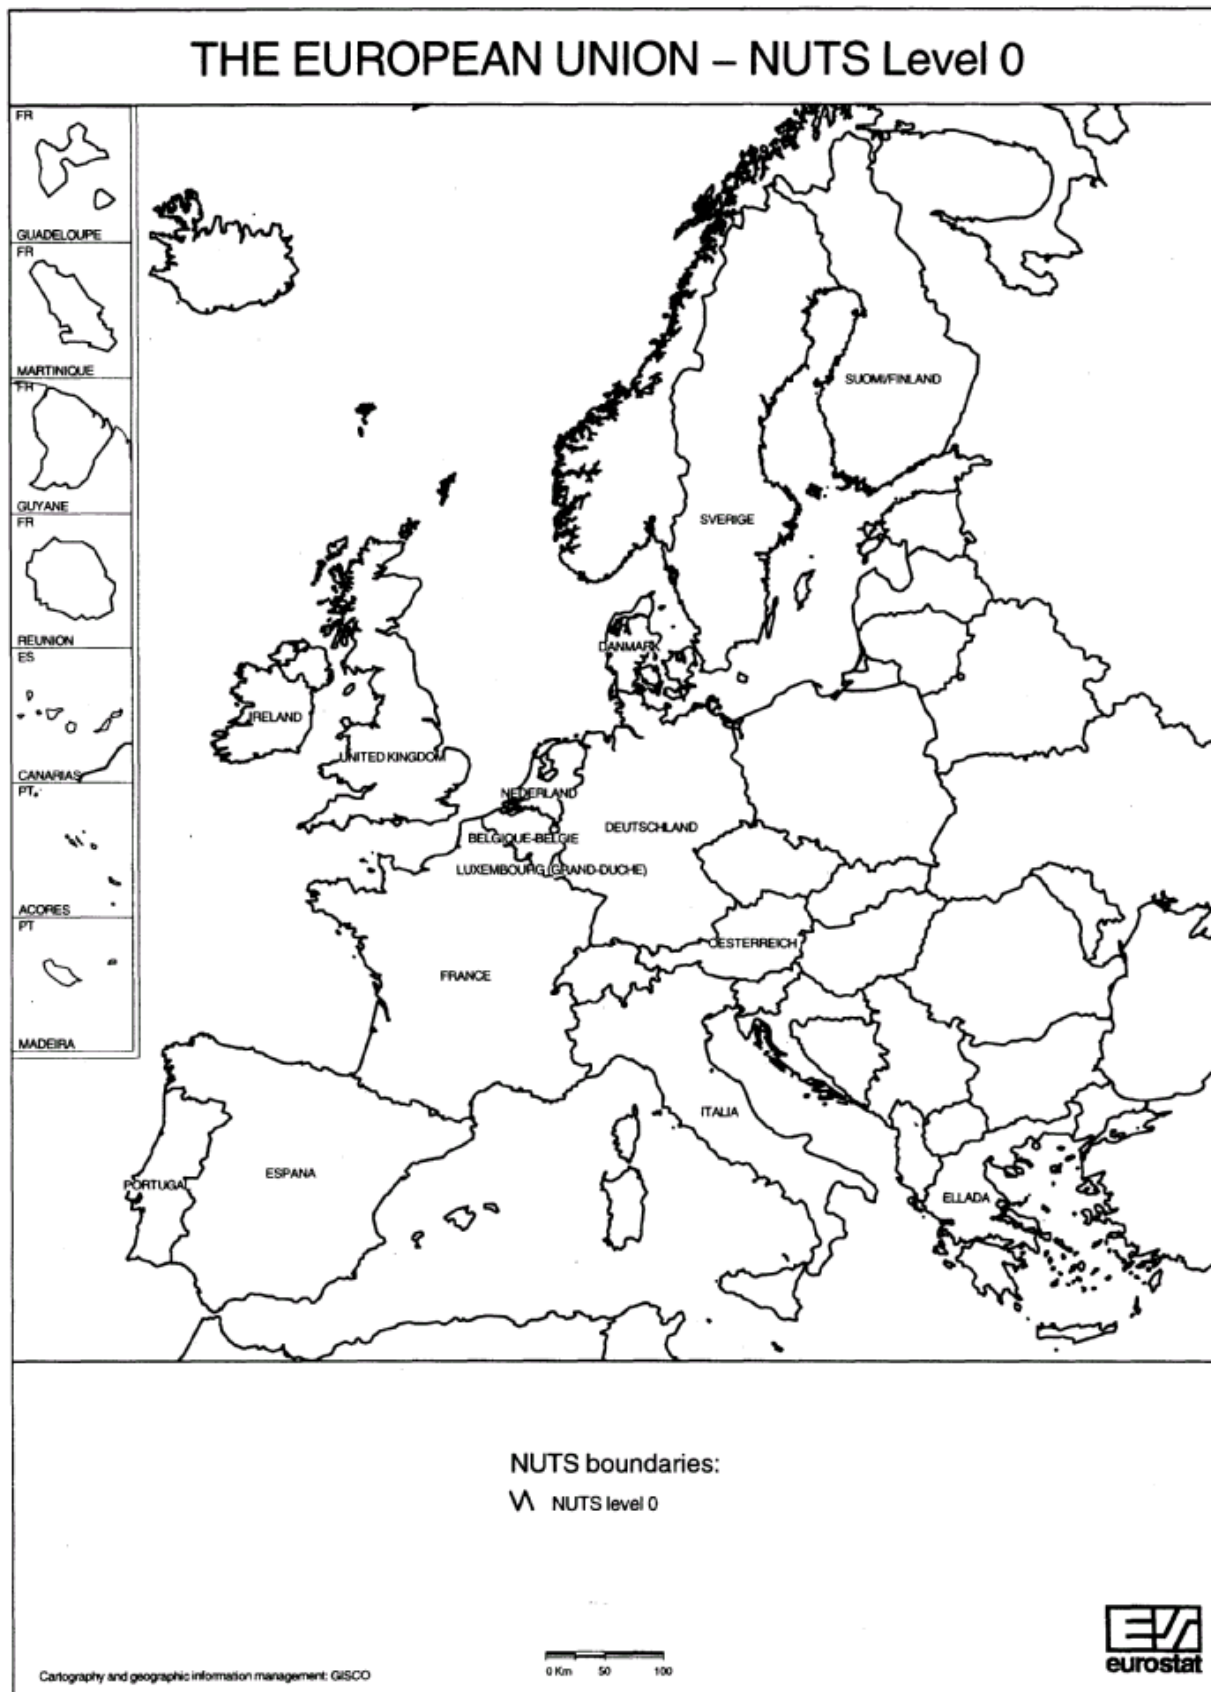 THE EUROPEAN UNION – NUTS Level 0
FR
GUADELOUPE
FR
MARTINIQUE
FR
GUYANE
FR
REUNION
ES
CANARIAS
PT
ACORES
PT
MADEIRA
SUOMI/FINLAND
SVERIGE
DANMARK
IRELAND
UNITED KINGDOM
NEDERLAND
DEUTSCHLAND
BELGIQUE-BELGIE
LUXEMBOURG (GRAND-DUCHE)
OESTERREICH
FRANCE
ITALIA
ESPANA
PORTUGAL
ELLADA
NUTS boundaries:
NUTS level 0
0 Km 50 100
Cartography and geographic information management: GISCO
eurostat